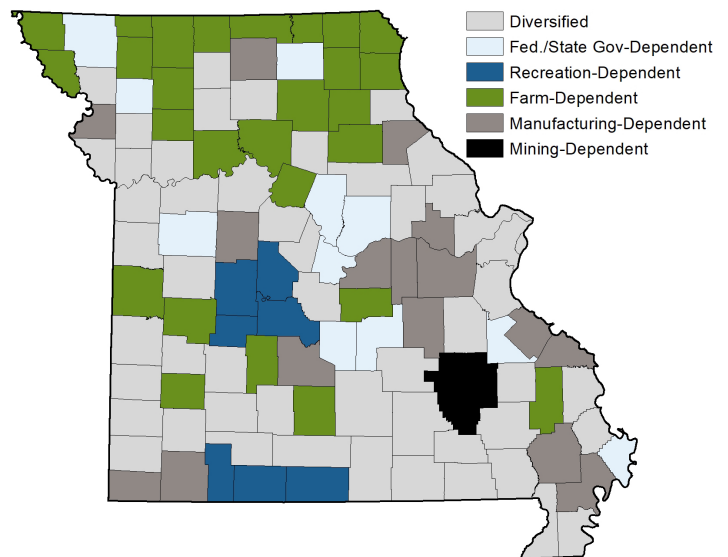 Diversified
Fed./State Gov-Dependent
Recreation-Dependent
Farm-Dependent
Manufacturing-Dependent
Mining-Dependent